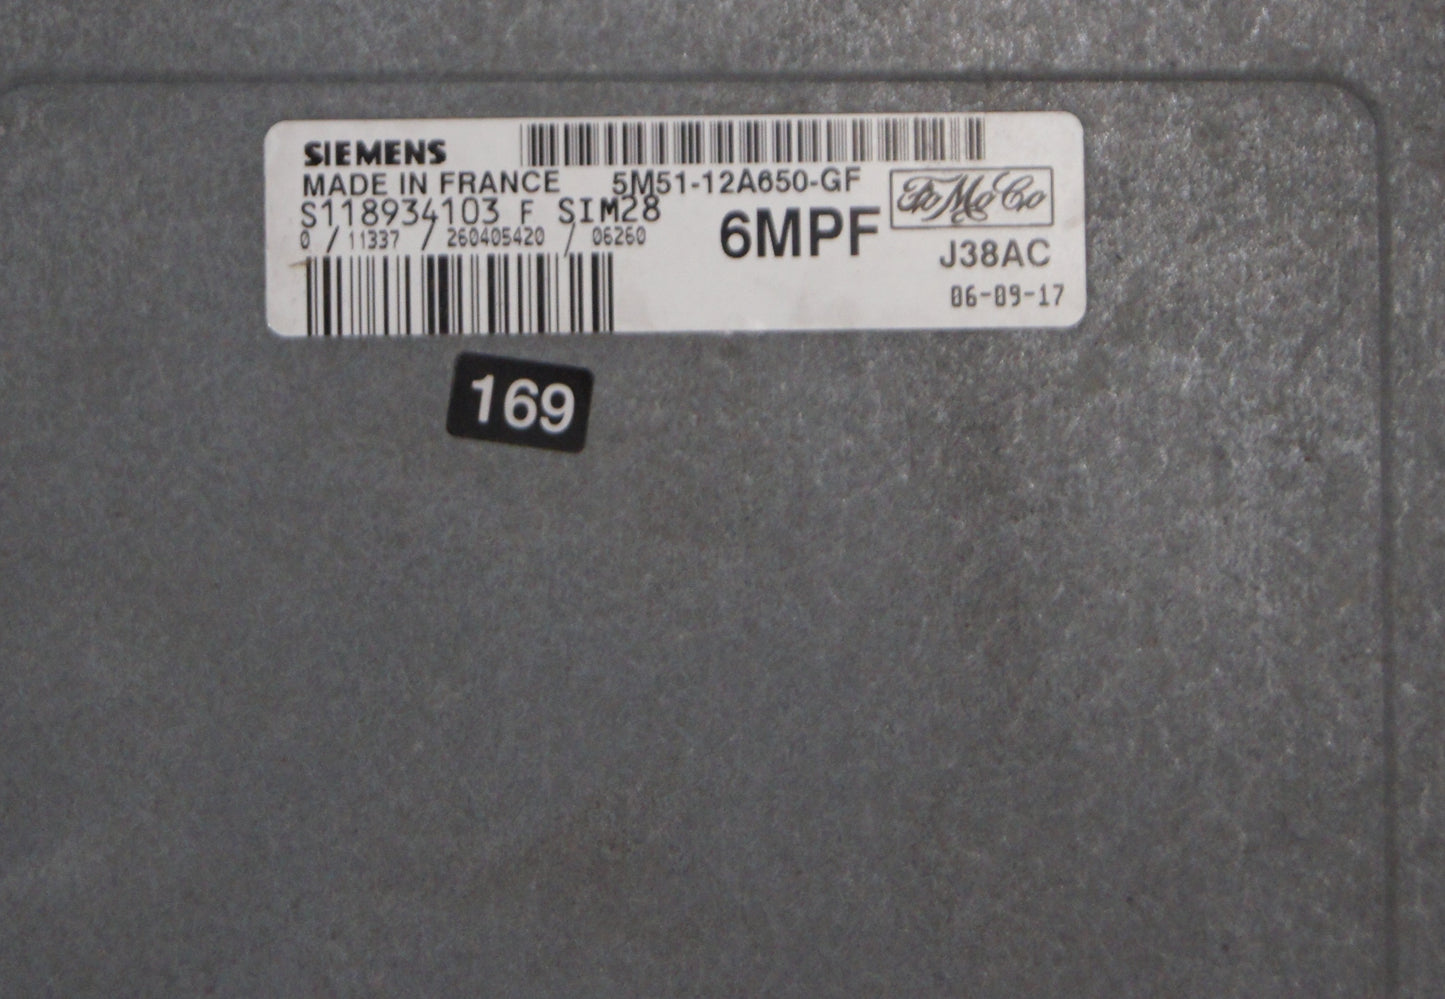 SIEMENS
MADE IN FRANCE 5M51-12A650-GF
FoMoCo
S118934103 F SIM28
6MPF
0 / 11337 / 260405420 / 06260
J38AC
06-09-17
169